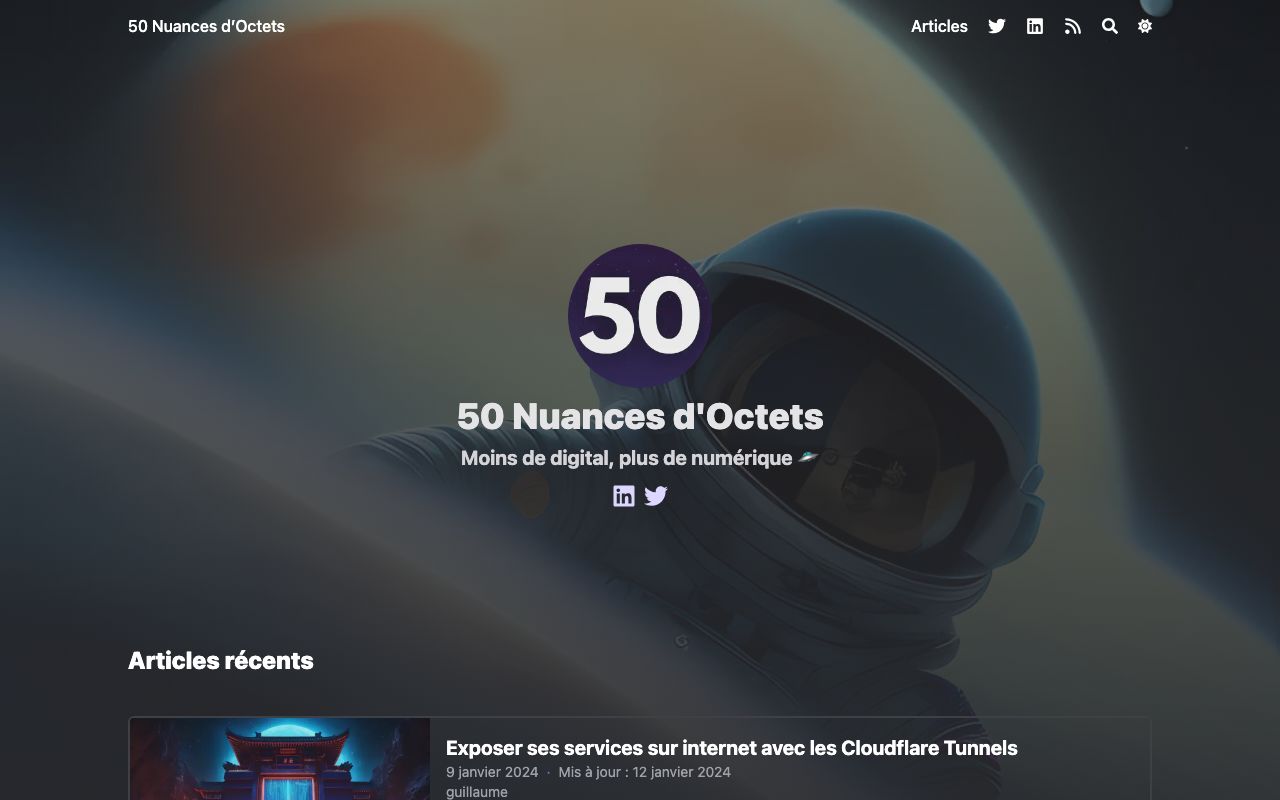 50 Nuances d’Octets
Articles
50
50 Nuances d'Octets
Moins de digital, plus de numérique 🛸
Articles récents
Exposer ses services sur internet avec les Cloudflare Tunnels
9 janvier 2024 · Mis à jour : 12 janvier 2024
guillaume